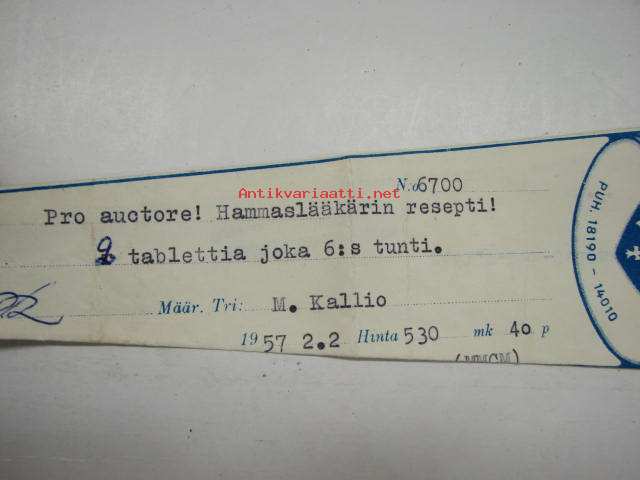 Antikvariaatti.net
N:o 6700
Pro auctore! Hammaslääkärin resepti!
2 tablettia joka 6:s tunti.
Määr. Tri: M. Kallio
1957 2.2 Hinta 530 mk 40 p
PUH. 18190 - 14010